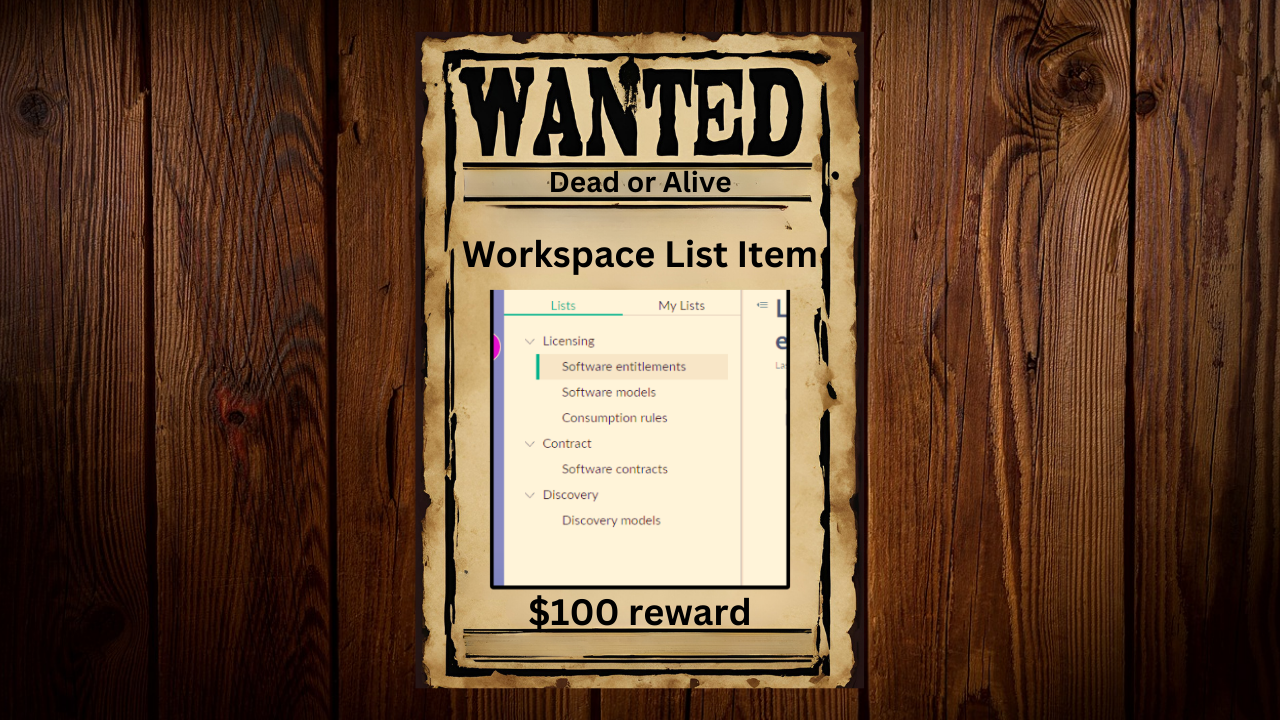 WANTED
Dead or Alive
Workspace List Item
Lists My Lists
Licensing
Software entitlements
Software models
Consumption rules
Contract
Software contracts
Discovery
Discovery models
$100 reward